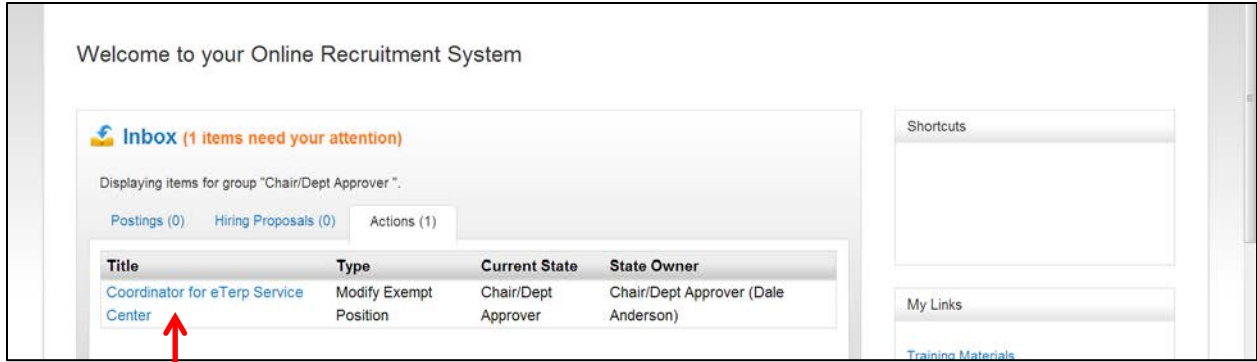 Welcome to your Online Recruitment System
Inbox (1 items need your attention)
Displaying items for group "Chair/Dept Approver ".
Postings (0) Hiring Proposals (0) Actions (1)
Title Type Current State State Owner
Coordinator for eTerp Service Modify Exempt Chair/Dept Chair/Dept Approver (Dale
Center Position Approver Anderson)
Shortcuts
My Links
Training Materials